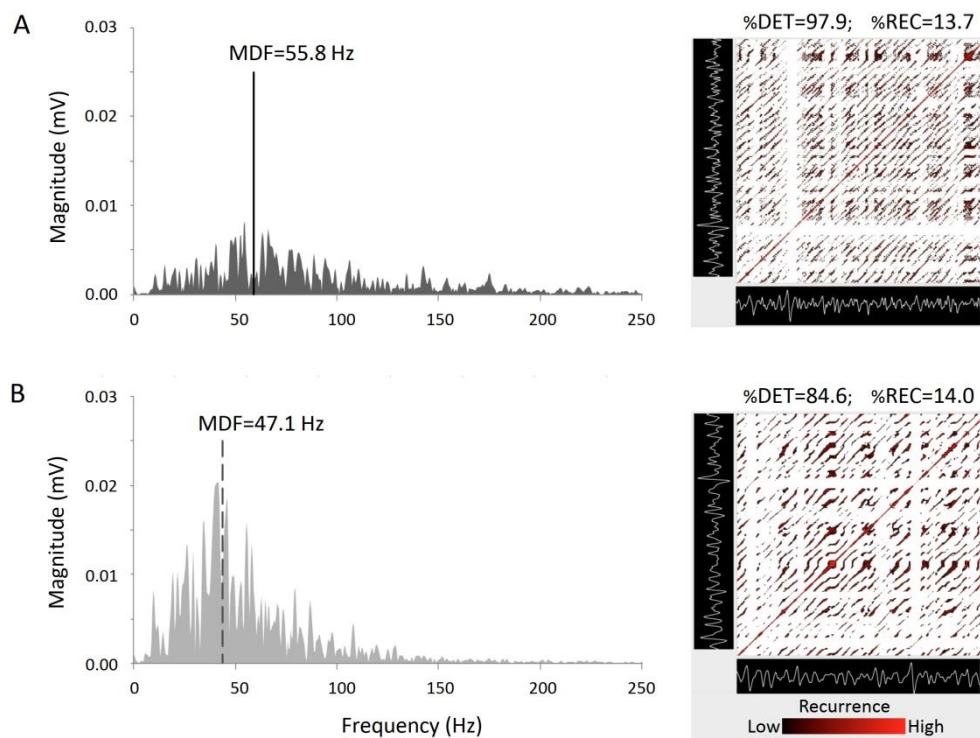 A
0.03
0.02
0.01
0.00
Magnitude (mV)
MDF=55.8 Hz
0
50
100
150
200
250
%DET=97.9; %REC=13.7
B
0.03
0.02
0.01
0.00
Magnitude (mV)
MDF=47.1 Hz
0
50
100
150
200
250
Frequency (Hz)
%DET=84.6; %REC=14.0
Recurrence
Low High